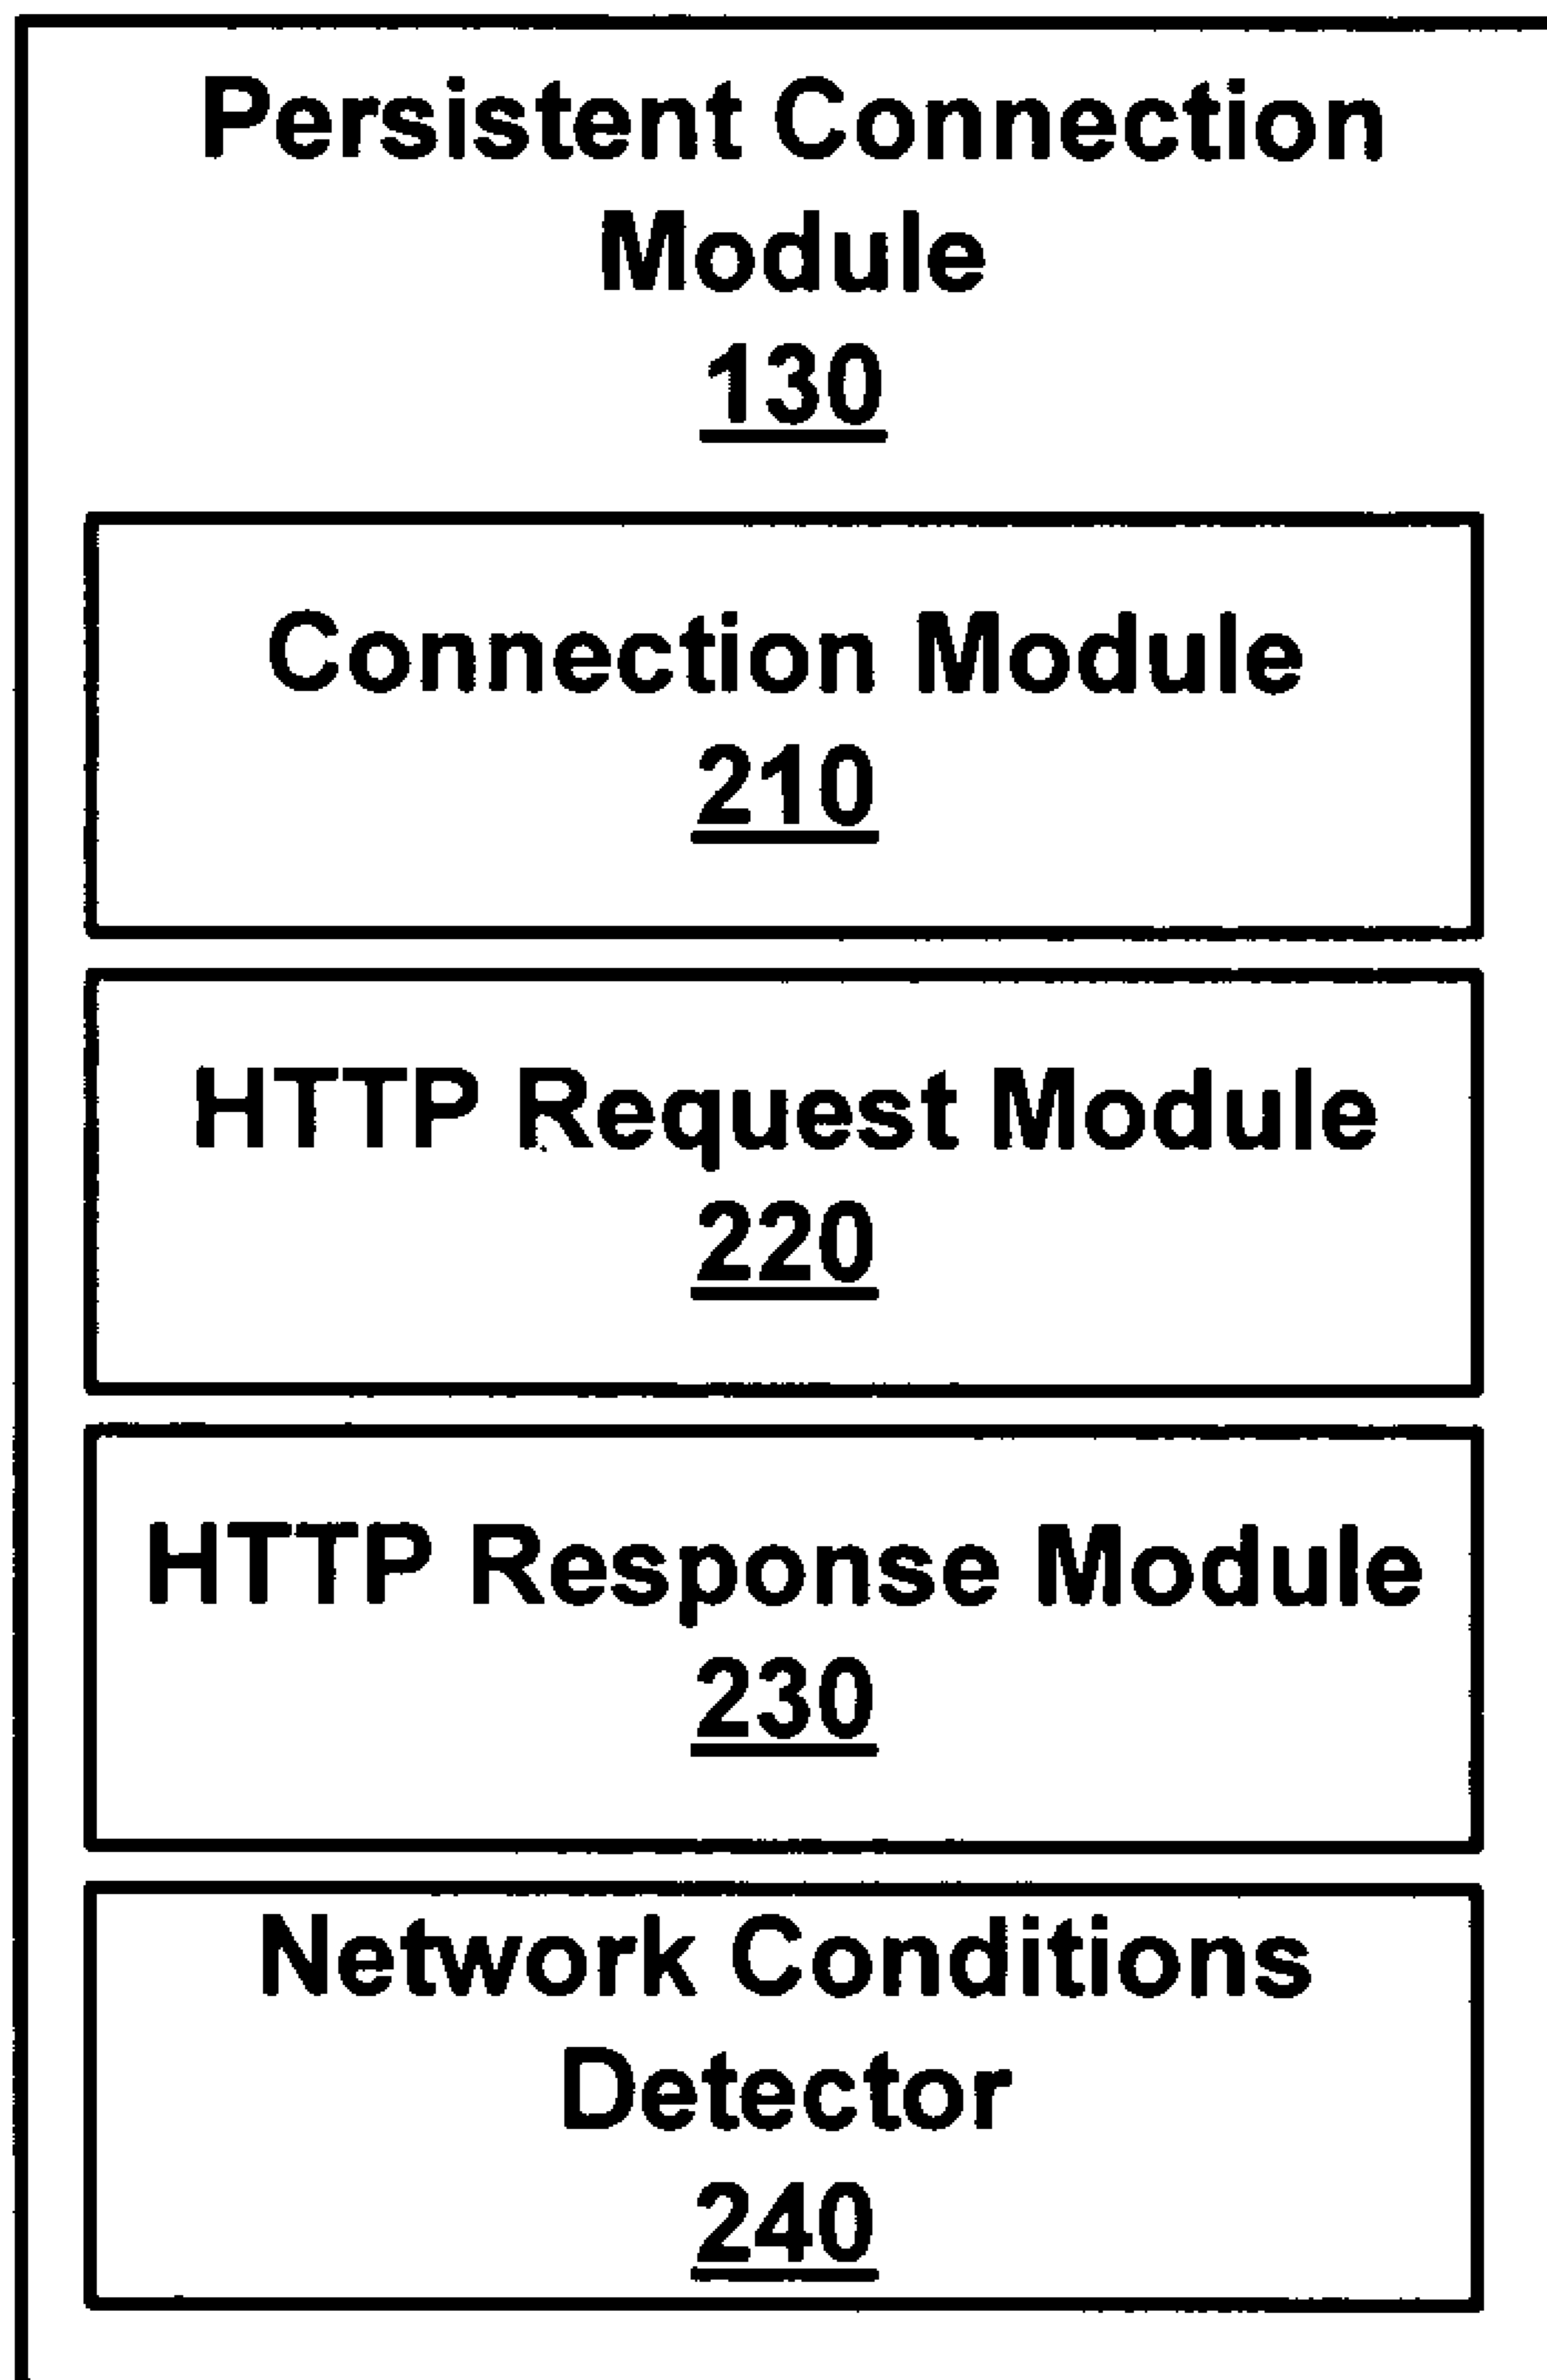 Persistent Connection
Module
130
Connection Module
210
HTTP Request Module
220
HTTP Response Module
230
Network Conditions
Detector
240